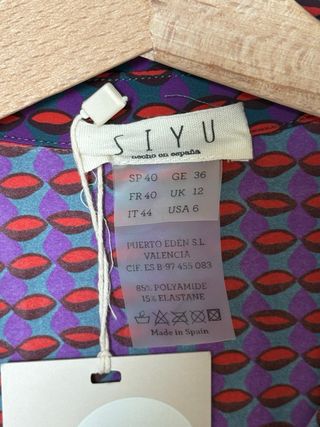 SIYU
hecho en españa
SP 40 GE 36
FR 40 UK 12
IT 44 USA 6
PUERTO EDÉN S.L.
VALENCIA
CIF. ES B-97 455 083
85% POLYAMIDE
15% ELASTANE
Made in Spain